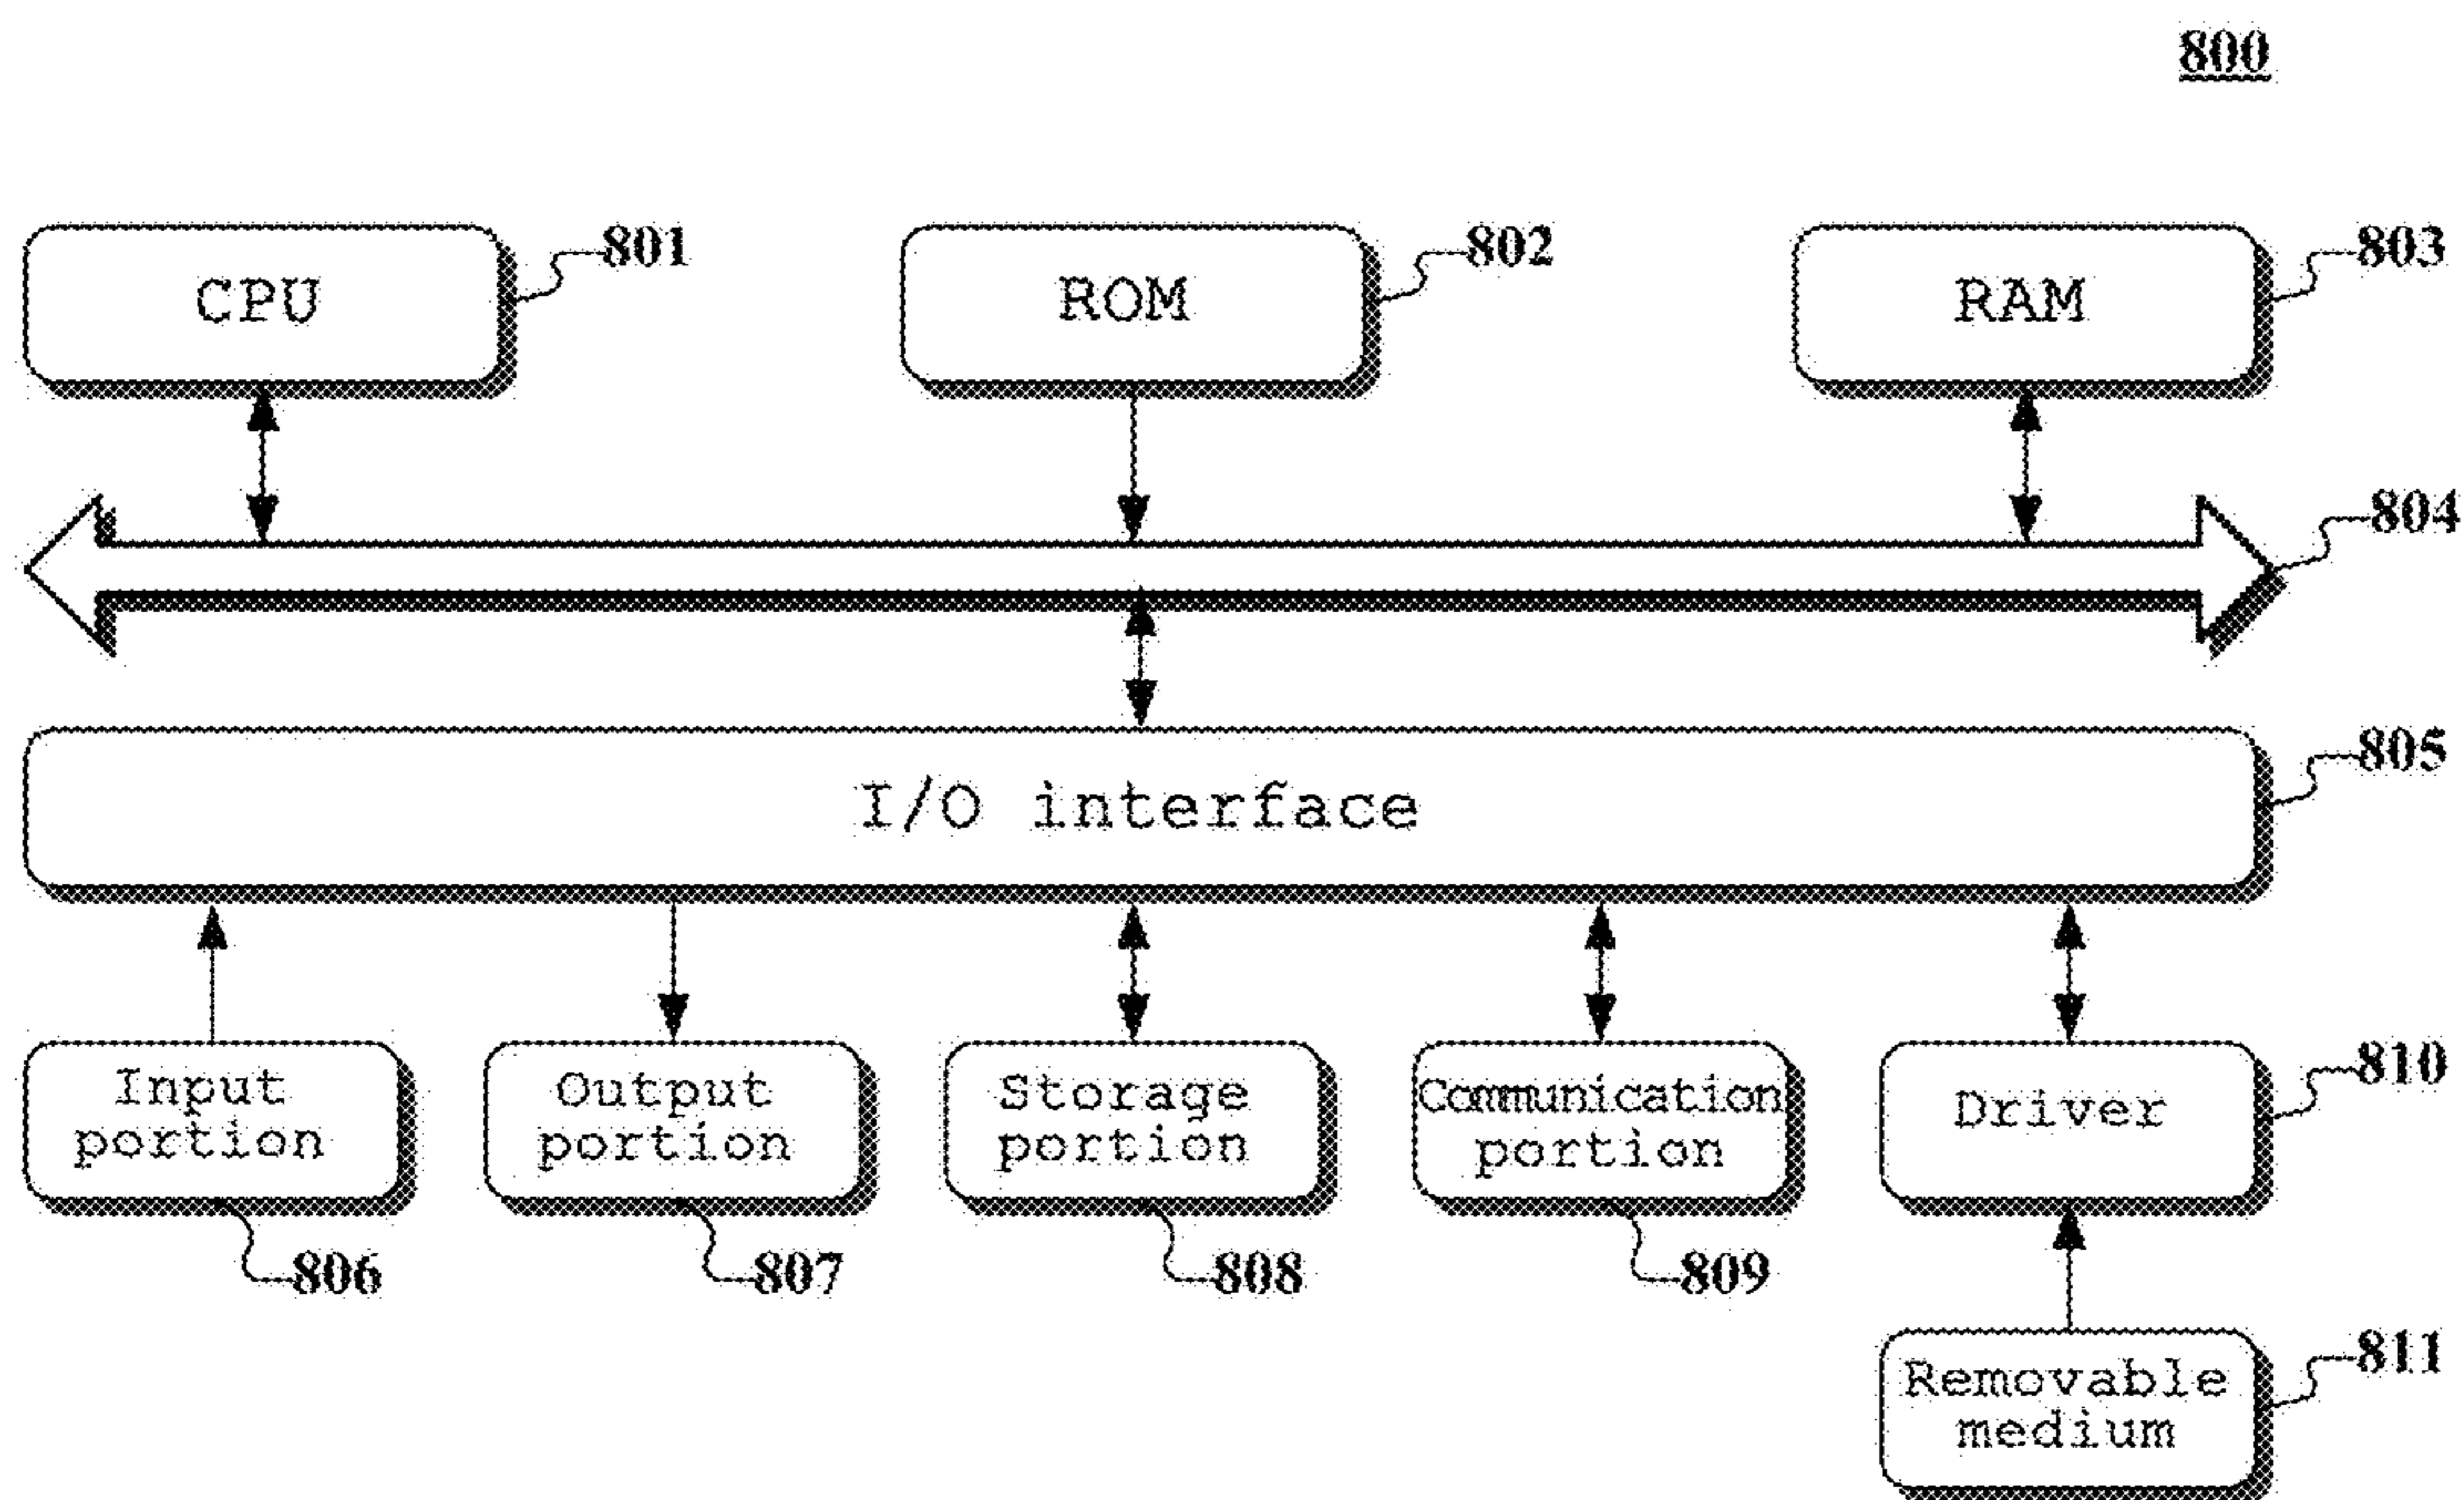 800
CPU
801
ROM
802
RAM
803
804
I/O interface
805
Input
portion
806
Output
portion
807
Storage
portion
808
Communication
portion
809
Driver
810
Removable
medium
811